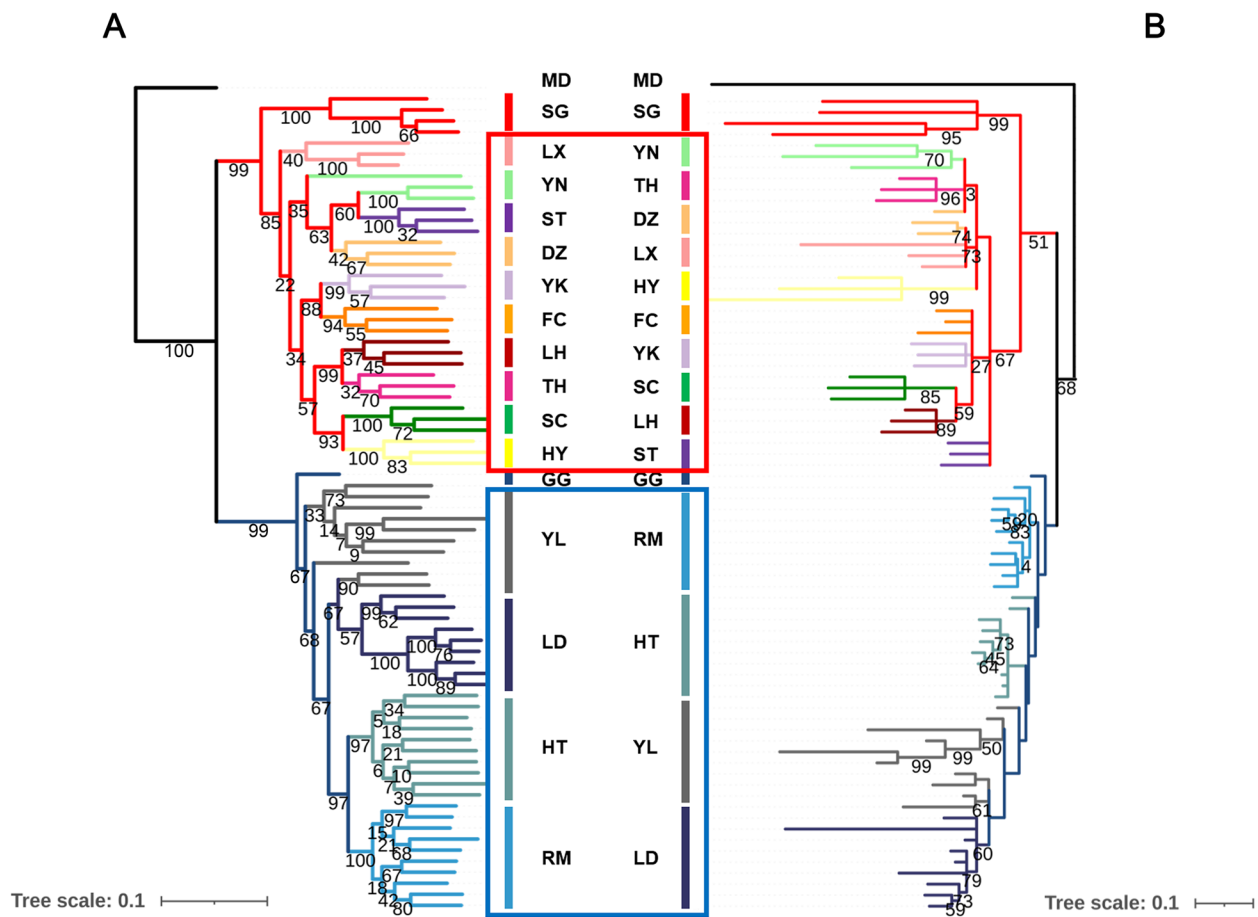 A B
MD MD
SG SG
100 99
100 66 95
LX YN
40 70
100
99 YN TH
100 96 3
35 60
85 ST DZ
100 32 74 51
63
DZ LX
42 67 73
22 YK HY
99 57 99
88 FC FC
94 55
34 37 LH YK
45 27 67
99 TH SC
32 70 85 68
57 SC LH
100 72 59
93 89
HY ST
100 83
GG GG
100
99
73
33 20
14 99 YL RM 59 83
7 9 4
67
90
67 99
62
68 57 LD HT 73
100 76 45
100 64
100 89
67 34
5 18
97 21 HT YL 50
6 10 99 99
7 39
97 97 61
15
21 68 60
100 67 RM LD
18 79
42 80 73
59
Tree scale: 0.1 Tree scale: 0.1